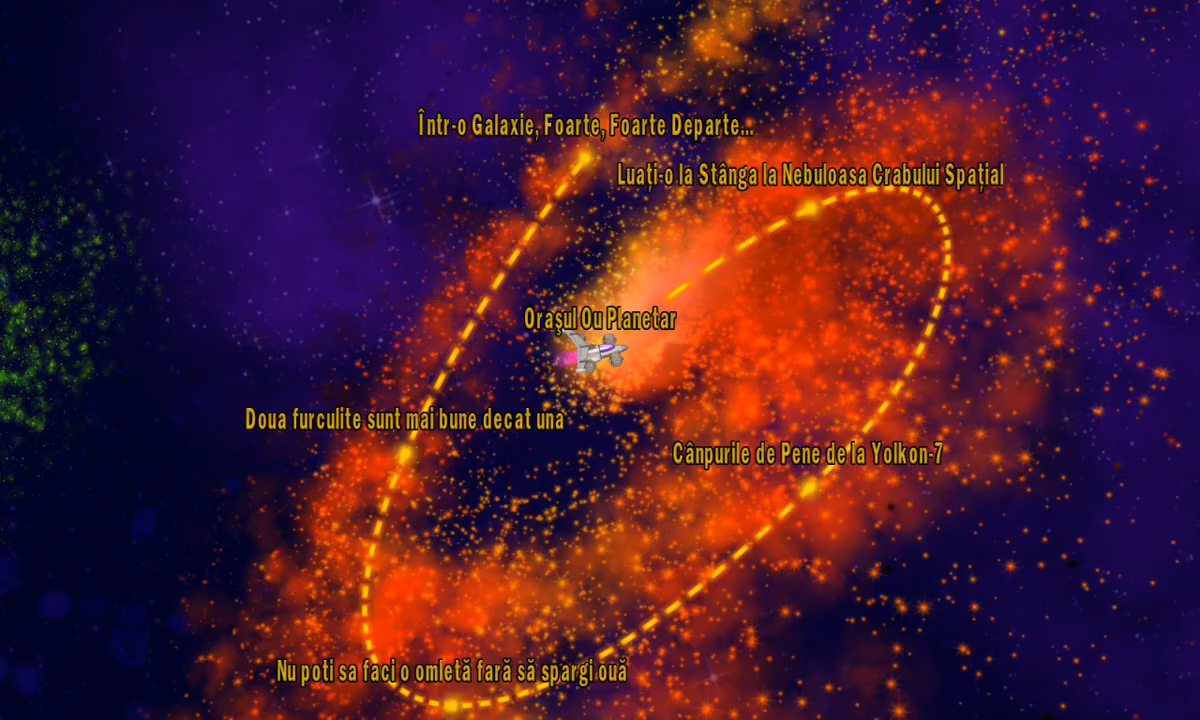 Într-o Galaxie, Foarte, Foarte Departe...
Luați-o la Stânga la Nebuloasa Crabului Spațial
Orașul Ou Planetar
Doua furculite sunt mai bune decat una
Cânpurile de Pene de la Yolkon-7
Nu poti sa faci o omletă fară să spargi ouă